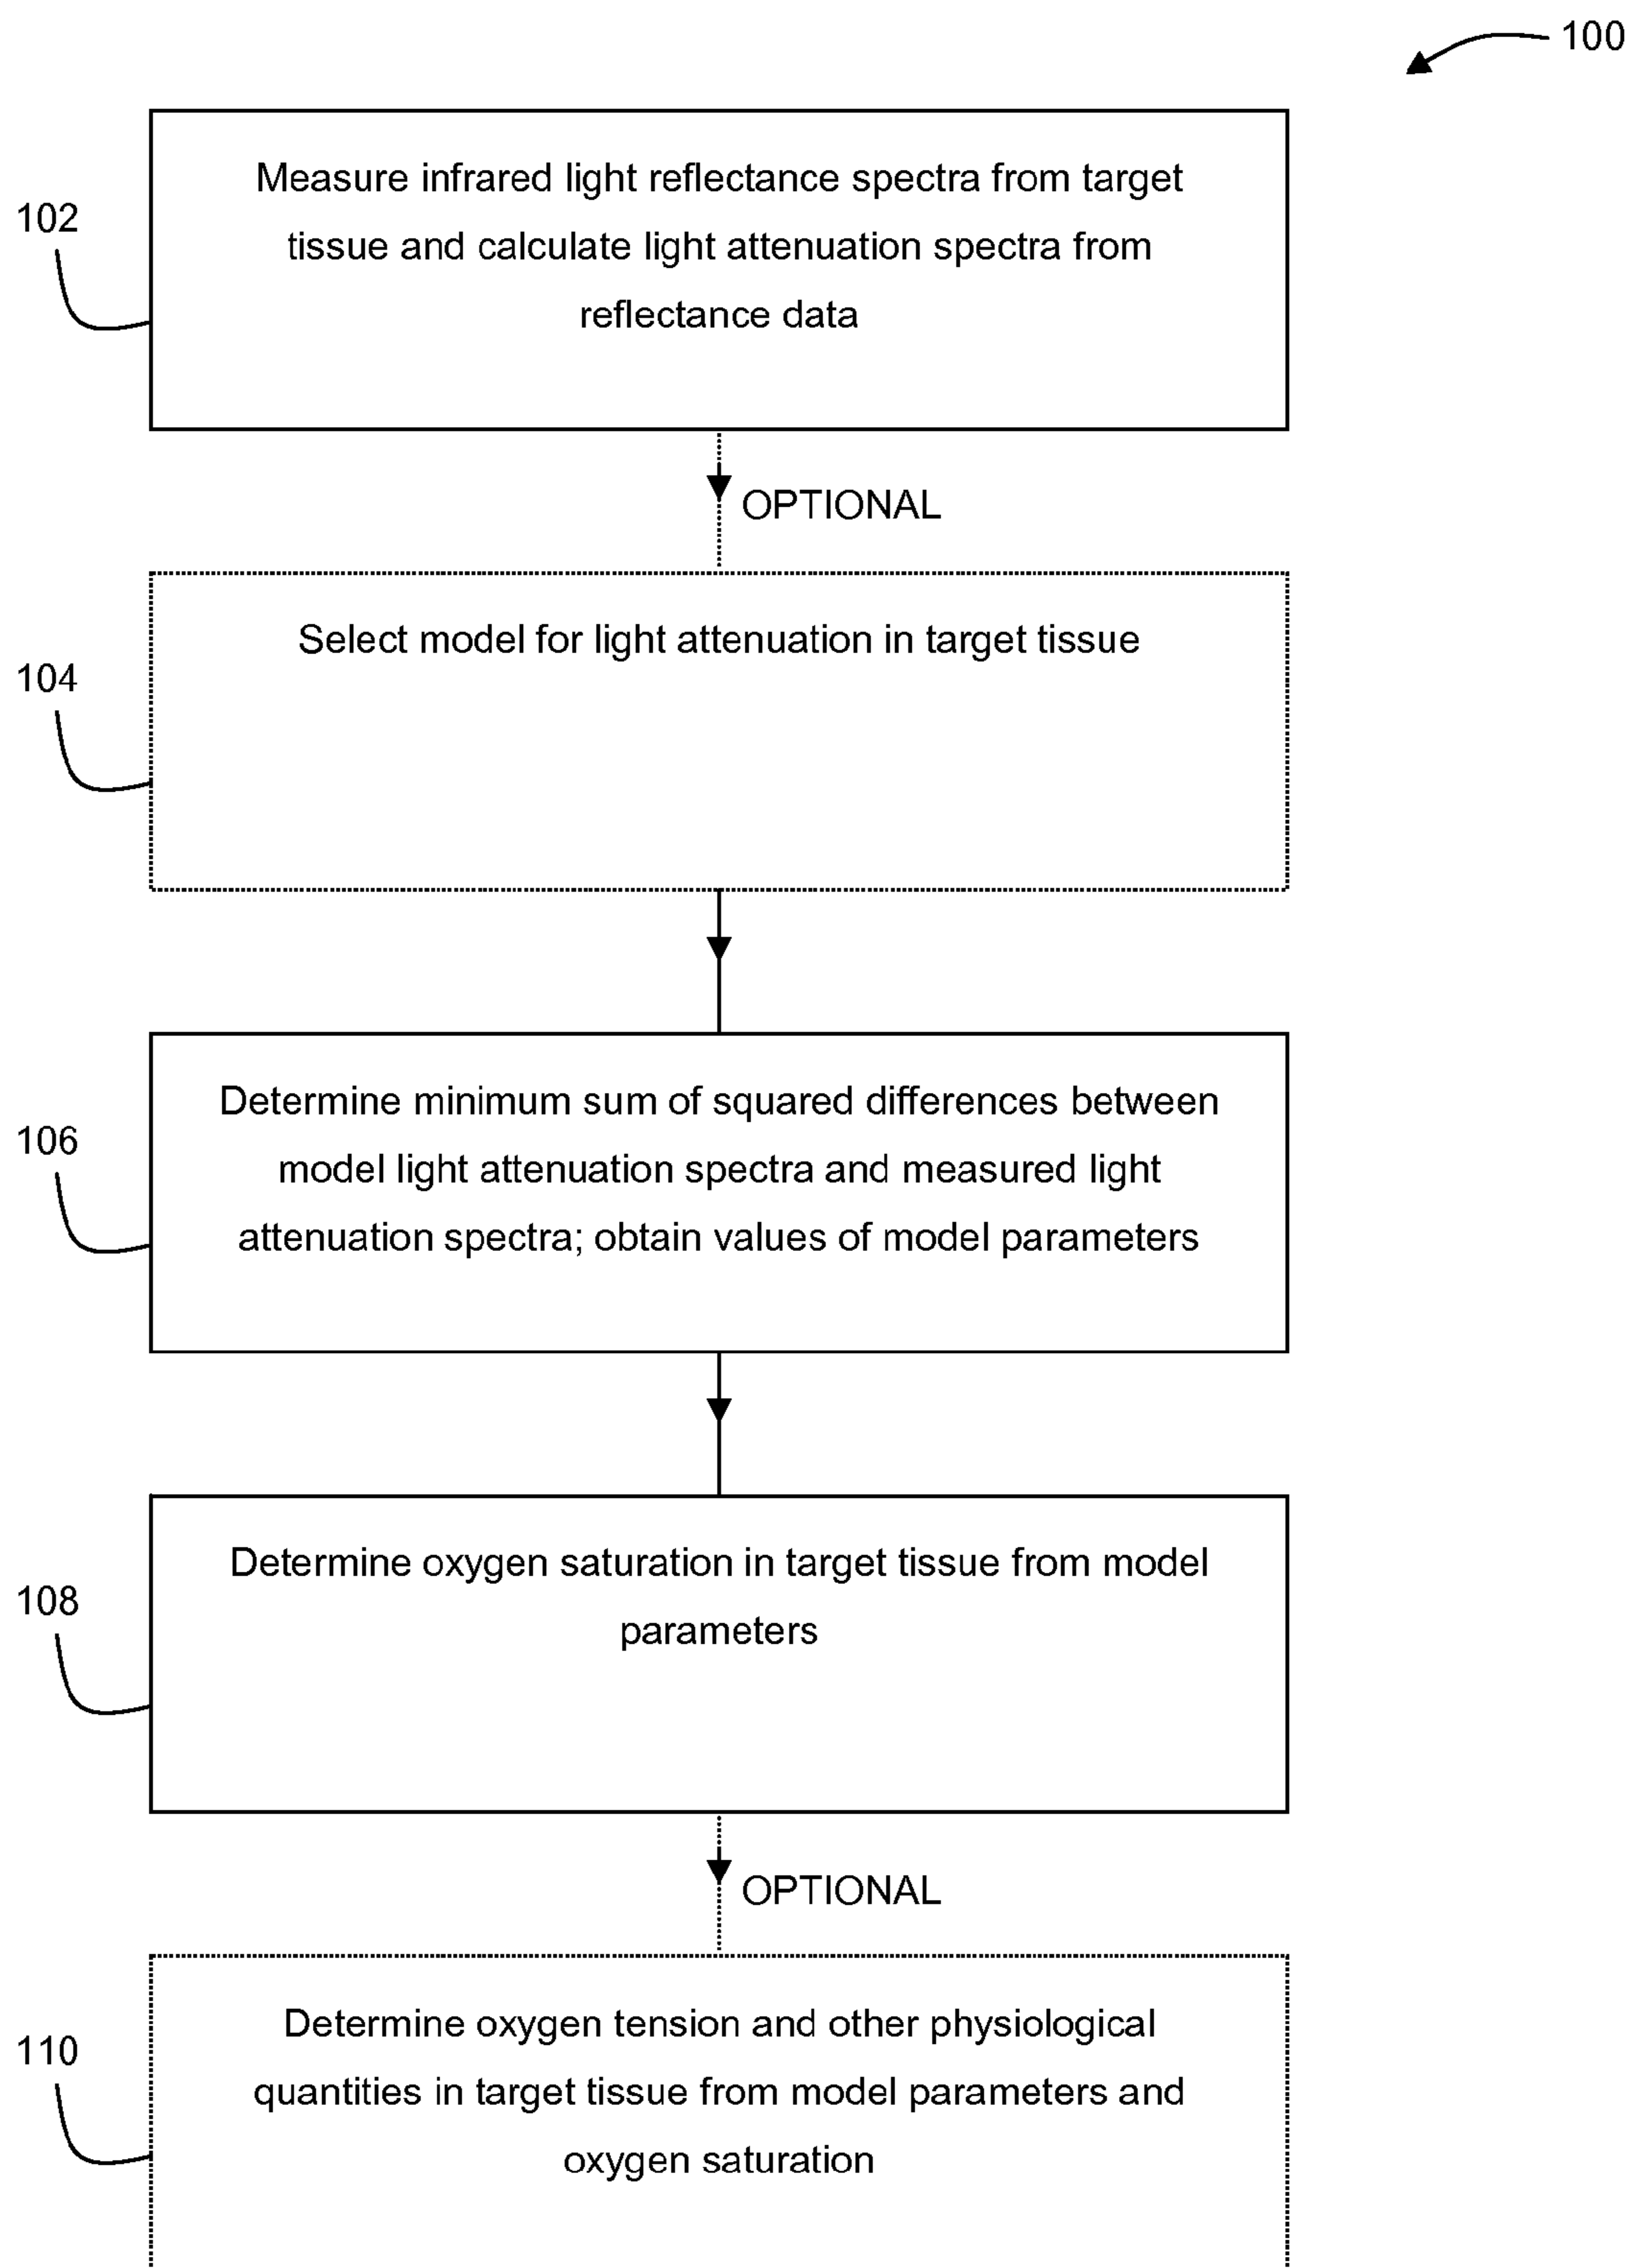 100
Measure infrared light reflectance spectra from target
tissue and calculate light attenuation spectra from
reflectance data
102
OPTIONAL
Select model for light attenuation in target tissue
104
Determine minimum sum of squared differences between
model light attenuation spectra and measured light
attenuation spectra; obtain values of model parameters
106
Determine oxygen saturation in target tissue from model
parameters
108
OPTIONAL
Determine oxygen tension and other physiological
quantities in target tissue from model parameters and
oxygen saturation
110